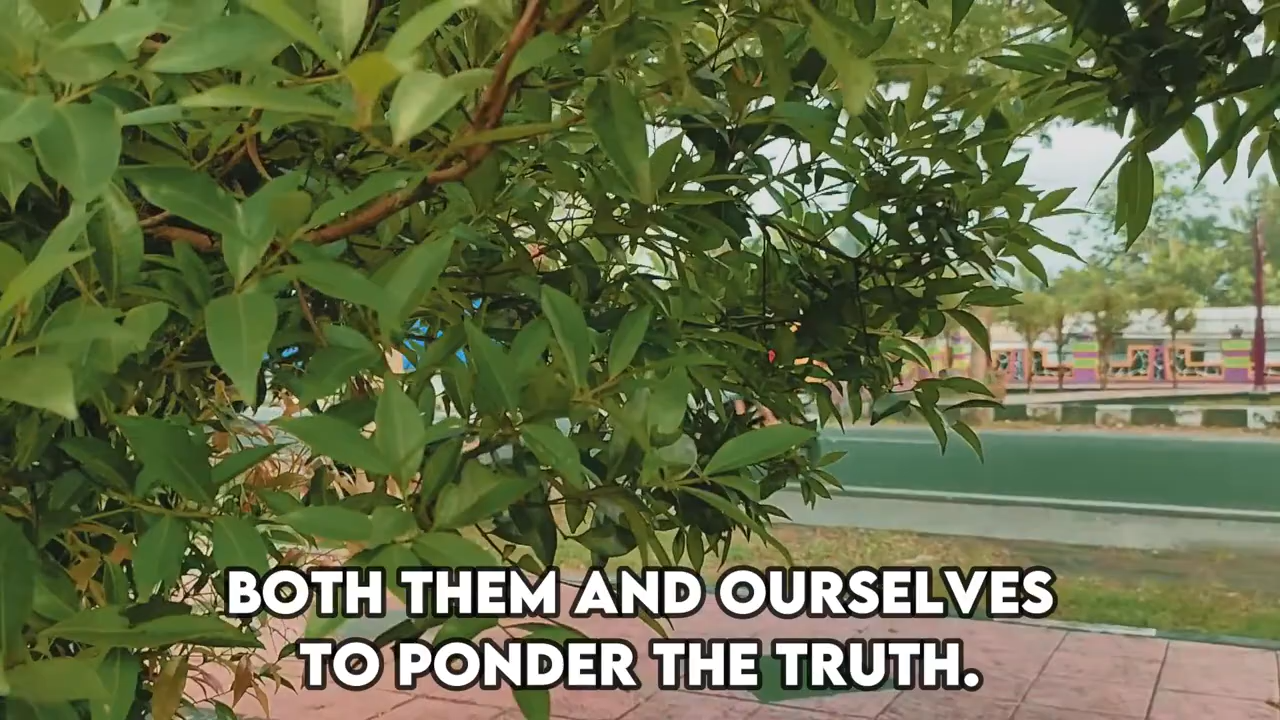 BOTH THEM AND OURSELVES
TO PONDER THE TRUTH.